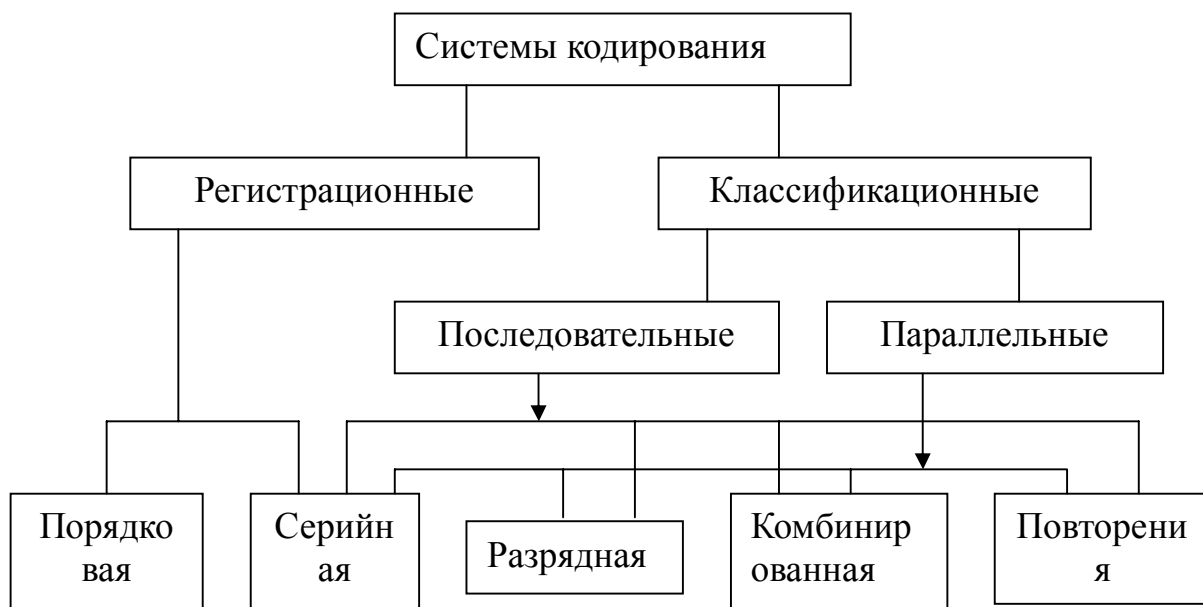 Системы кодирования
Регистрационные
Классификационные
Последовательные
Параллельные
Порядко
вая
Серийн
ая
Разрядная
Комбинир
ованная
Повторени
я